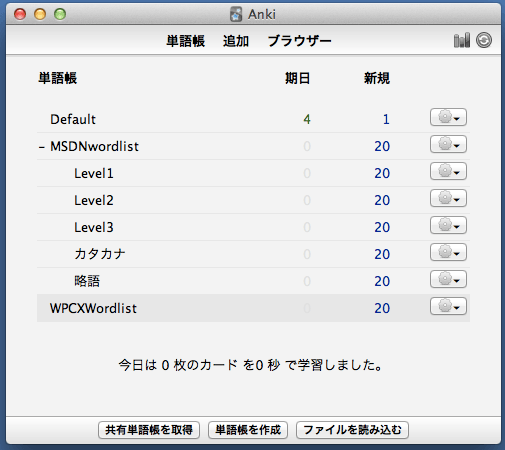 Anki
単語帳 追加 ブラウザー
単語帳 期日 新規
Default 4 1
− MSDNwordlist 0 20
Level1 0 20
Level2 0 20
Level3 0 20
カタカナ 0 20
略語 0 20
WPCXWordlist 0 20
今日は 0 枚のカード を0 秒 で学習しました。
共有単語帳を取得 単語帳を作成 ファイルを読み込む